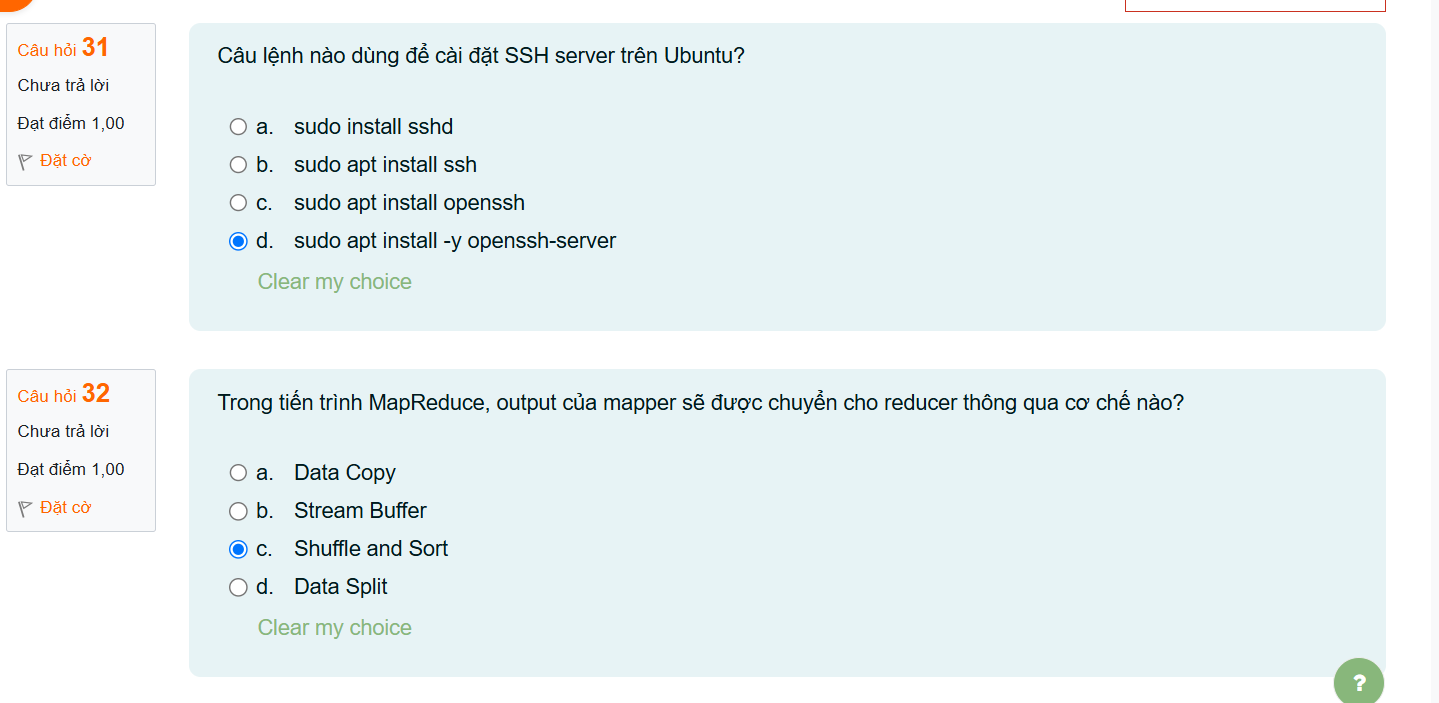 Câu hỏi 31
Chưa trả lời
Đạt điểm 1,00
Đặt cờ
Câu lệnh nào dùng để cài đặt SSH server trên Ubuntu?
a. sudo install sshd
b. sudo apt install ssh
c. sudo apt install openssh
d. sudo apt install -y openssh-server
Clear my choice
Câu hỏi 32
Chưa trả lời
Đạt điểm 1,00
Đặt cờ
Trong tiến trình MapReduce, output của mapper sẽ được chuyển cho reducer thông qua cơ chế nào?
a. Data Copy
b. Stream Buffer
c. Shuffle and Sort
d. Data Split
Clear my choice
?